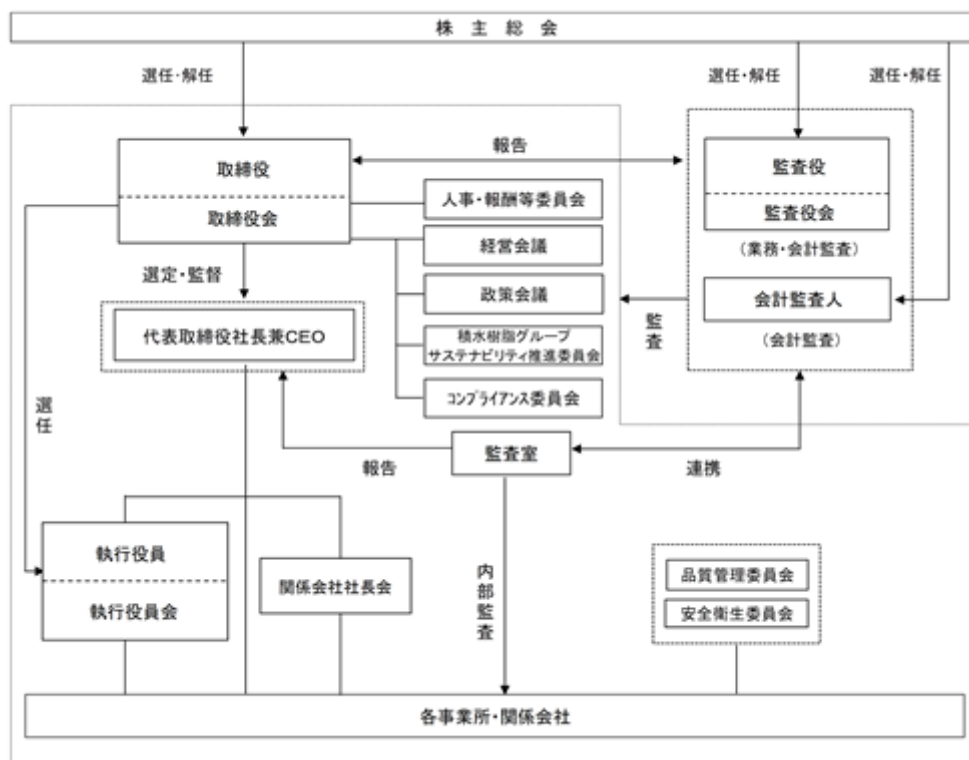 株主総会
選任・解任
選任・解任
選任・解任
取締役
取締役会
報告
監査役
監査役会
(業務・会計監査)
会計監査人
(会計監査)
人事・報酬等委員会
経営会議
政策会議
積水樹脂グループ
サステナビリティ推進委員会
コンプライアンス委員会
選定・監督
代表取締役社長兼CEO
監査
選任
報告
監査室
連携
執行役員
執行役員会
関係会社社長会
内部監査
品質管理委員会
安全衛生委員会
各事業所・関係会社